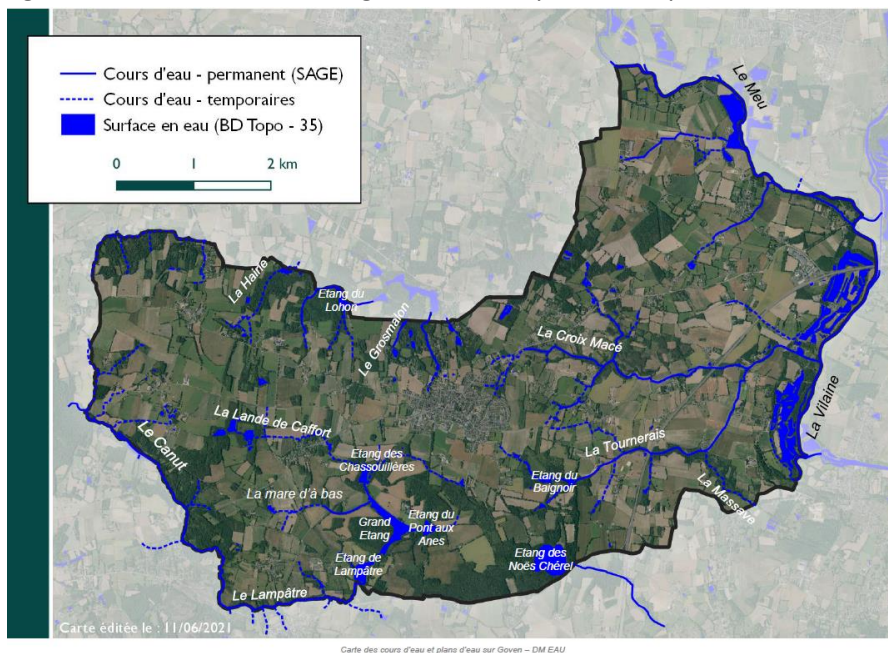 Cours d'eau - permanent (SAGE)
Cours d'eau - temporaires
Surface en eau (BD Topo - 35)
0 1 2 km
Le Meu
La Haine
Etang du
Lohon
Le Grosmalon
La Croix Macé
La Vilaine
La Lande de Caffort
Le Canut
Etang des
Chassouillères
La Tournerais
Etang du
Baignoir
La Massave
La mare d'à bas
Grand
Etang
Etang du
Pont aux
Anes
Etang de
Lampâtre
Etang des
Noës Chérel
Le Lampâtre
Carte éditée le : 11/06/2021
Carte des cours d'eau et plans d'eau sur Goven – DM EAU